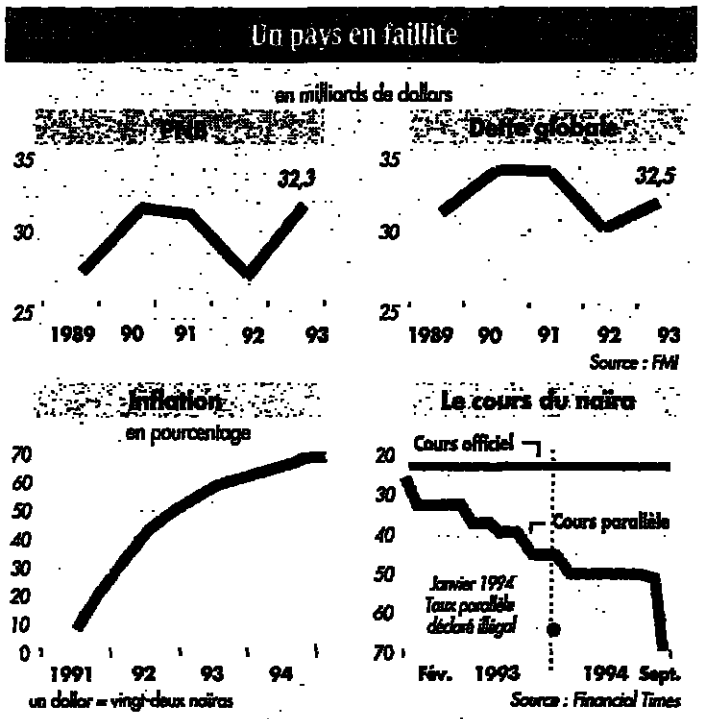 Un pays en faillite
en milliards de dollars
PNB
35
30
25
32,3
1989 90 91 92 93
Dette globale
35
30
25
32,5
1989 90 91 92 93
Source : FMI
Inflation
en pourcentage
70
60
50
40
30
20
10
0
1991 92 93 94
un dollar = vingt-deux naïras
Le cours du naïra
20
30
40
50
60
70
Cours officiel
Cours parallèle
Janvier 1994
Taux parallèle
déclaré illégal
Fév. 1993 1994 Sept.
Source : Financial Times